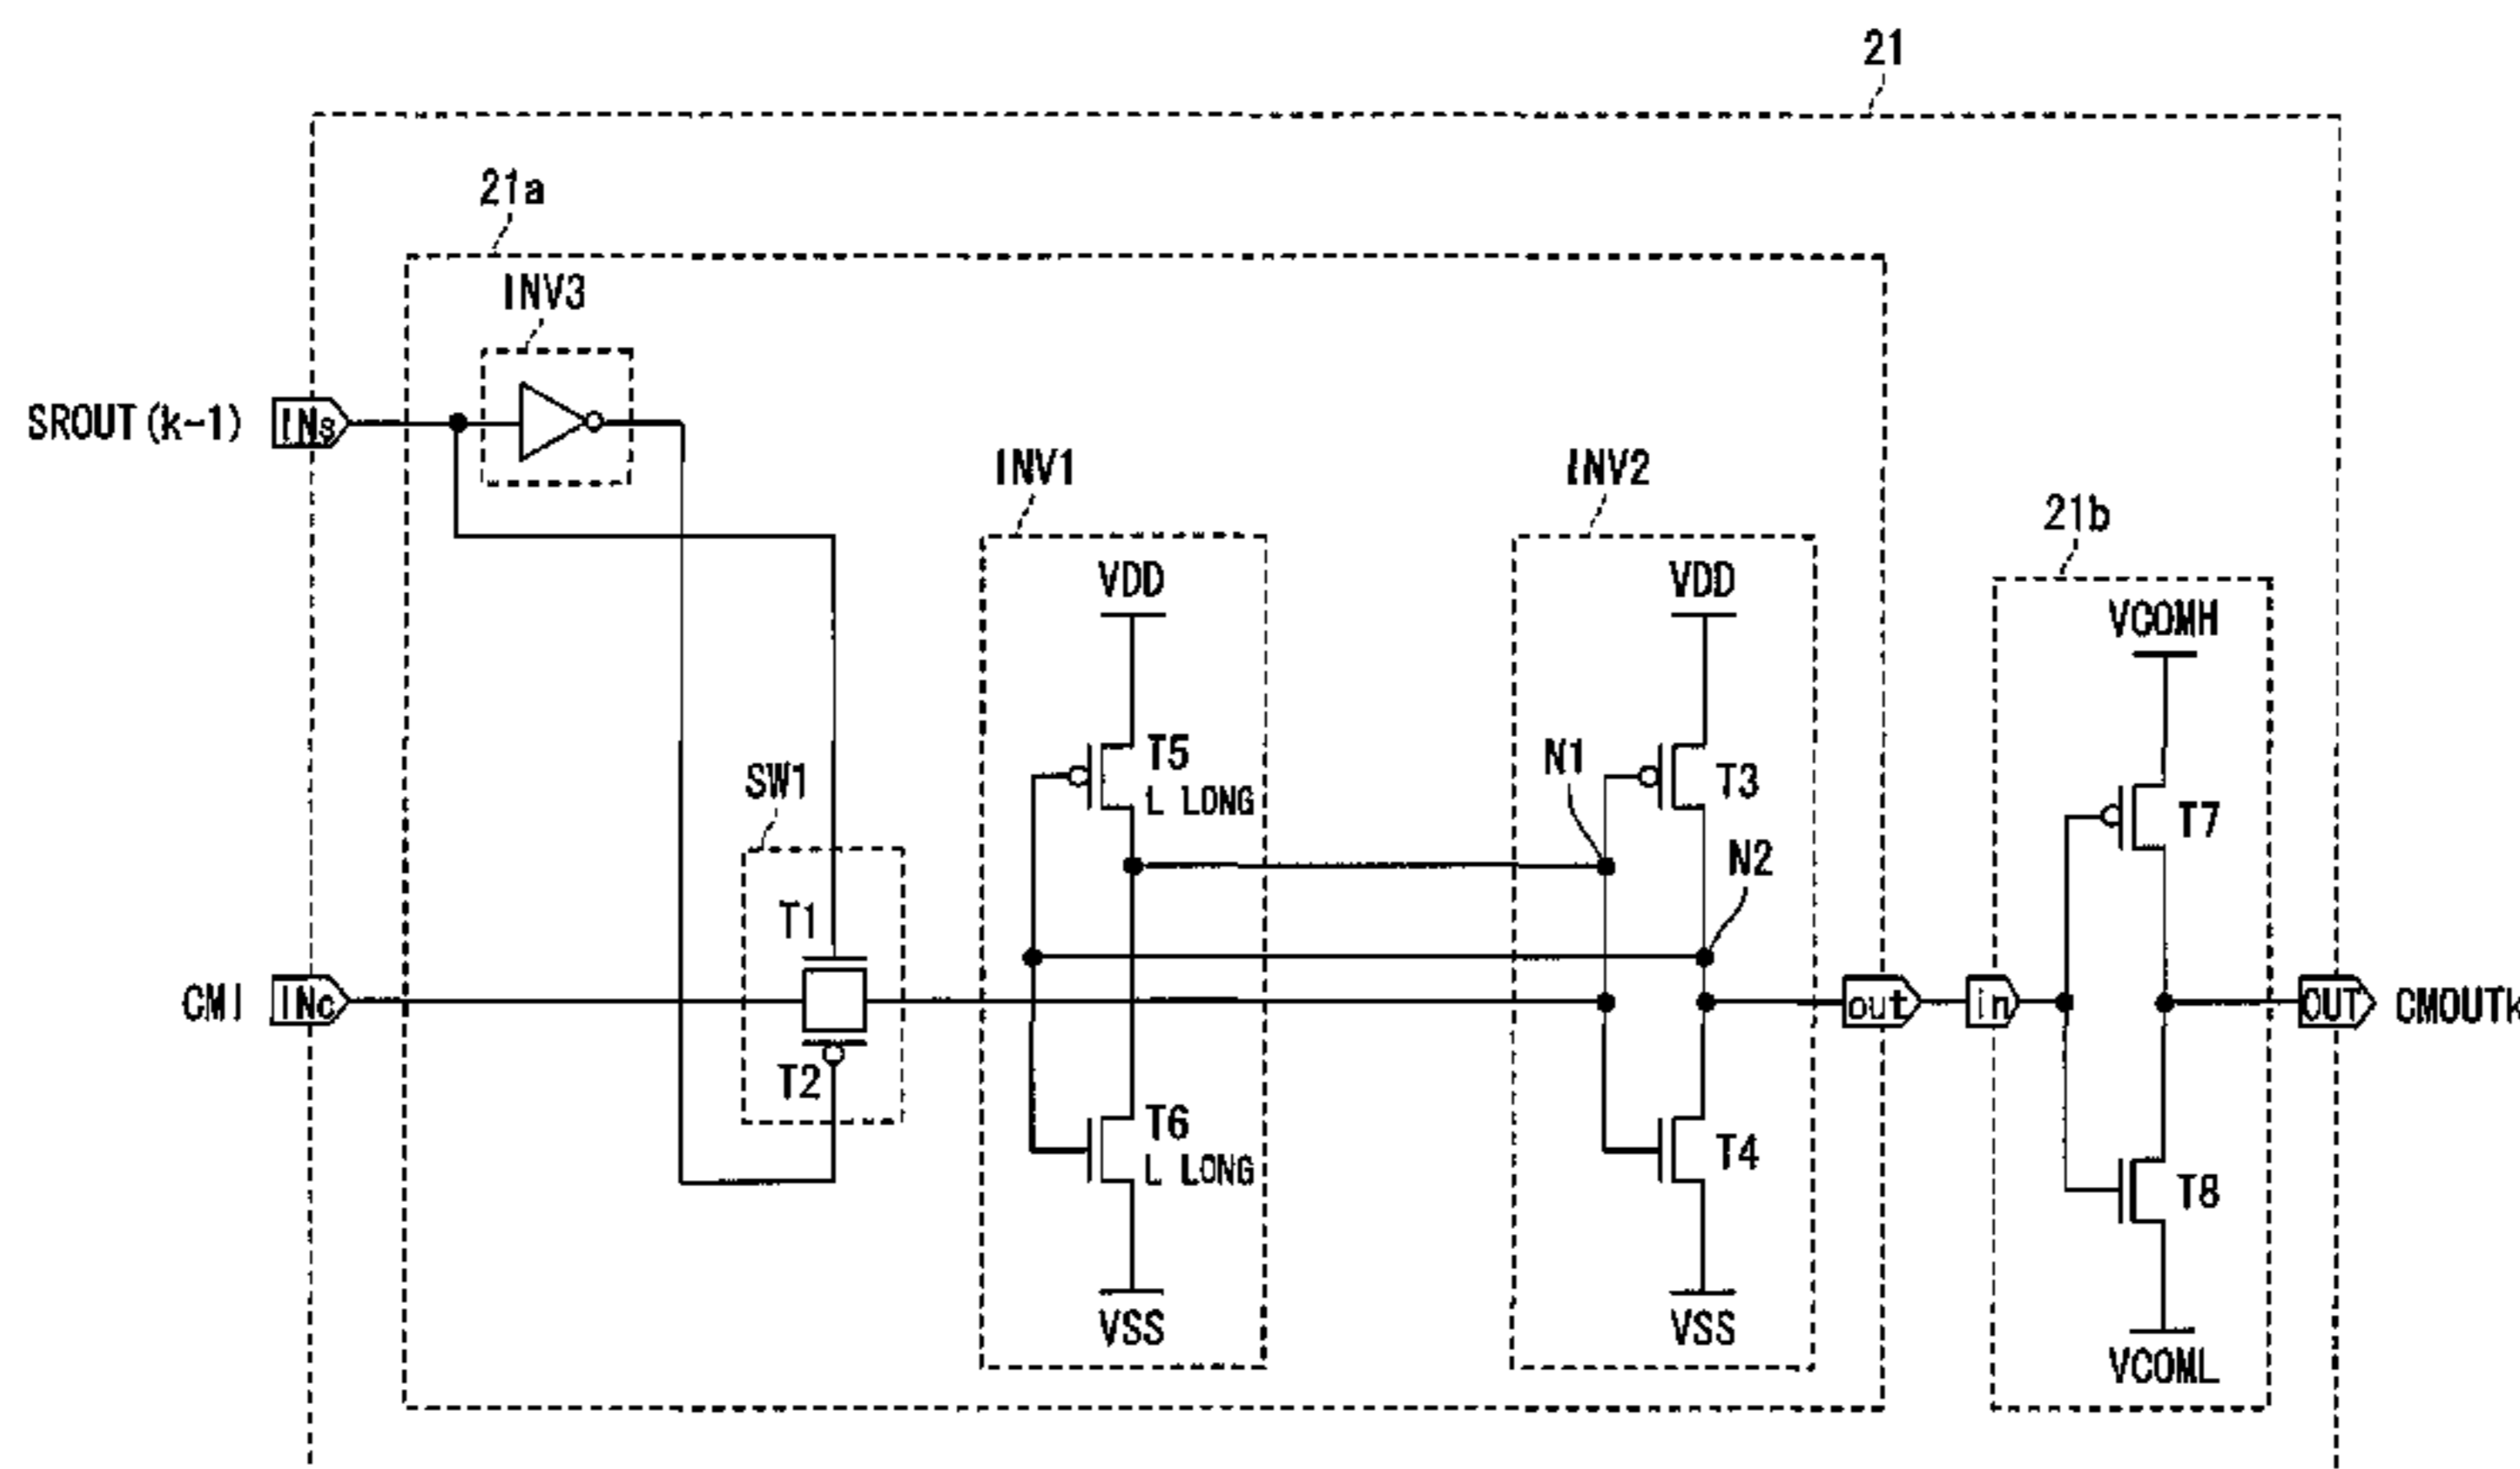 21
21a
INV3
SROUT(k-1)
INs
INV1
INV2
21b
VDD
VDD
VCOMH
T5
L LONG
N1
T3
SW1
T7
N2
T1
CMI
INc
out
in
OUT
CMOUTk
T2
T6
L LONG
T4
T8
VSS
VSS
VCOML